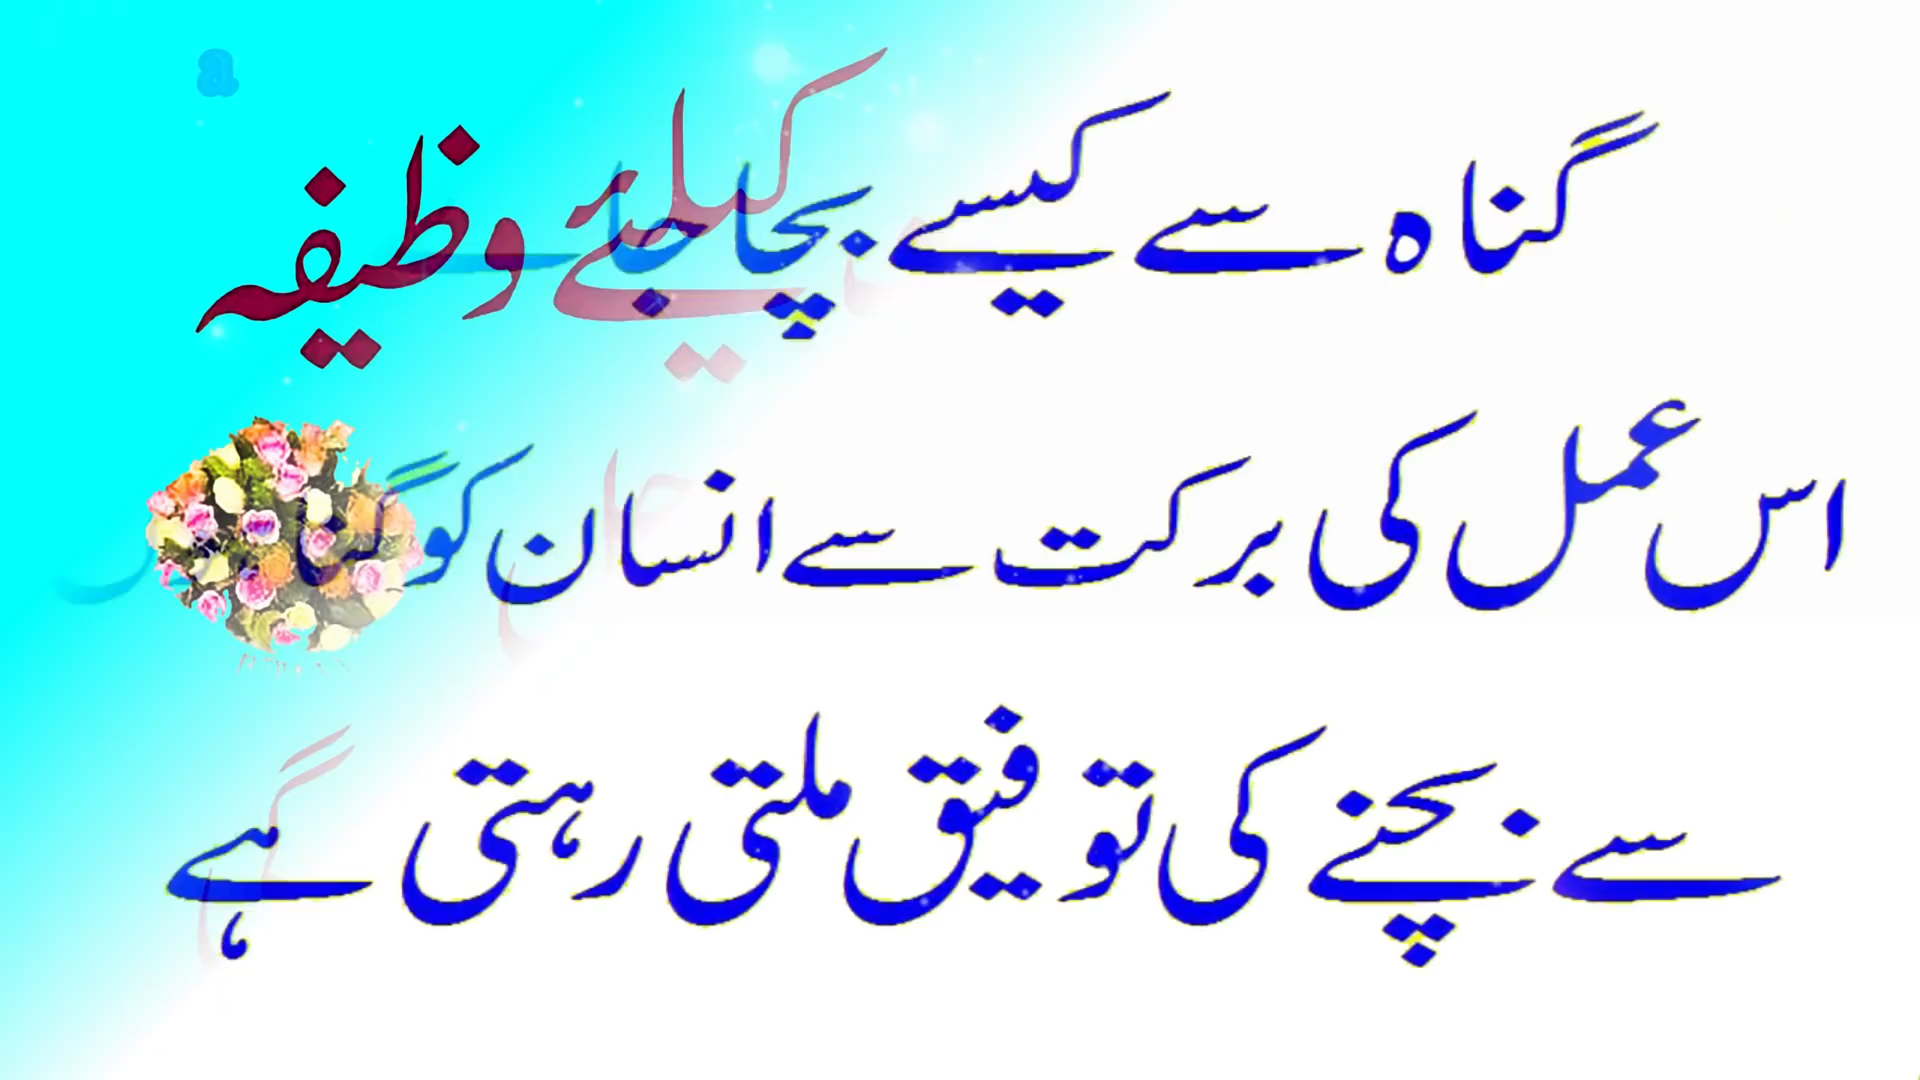 گناہ سے کیسے بچا جائے
کیلئے وظیفہ
اس عمل کی برکت سے انسان کو گناہوں
سے بچنے کی توفیق ملتی رہتی ہے